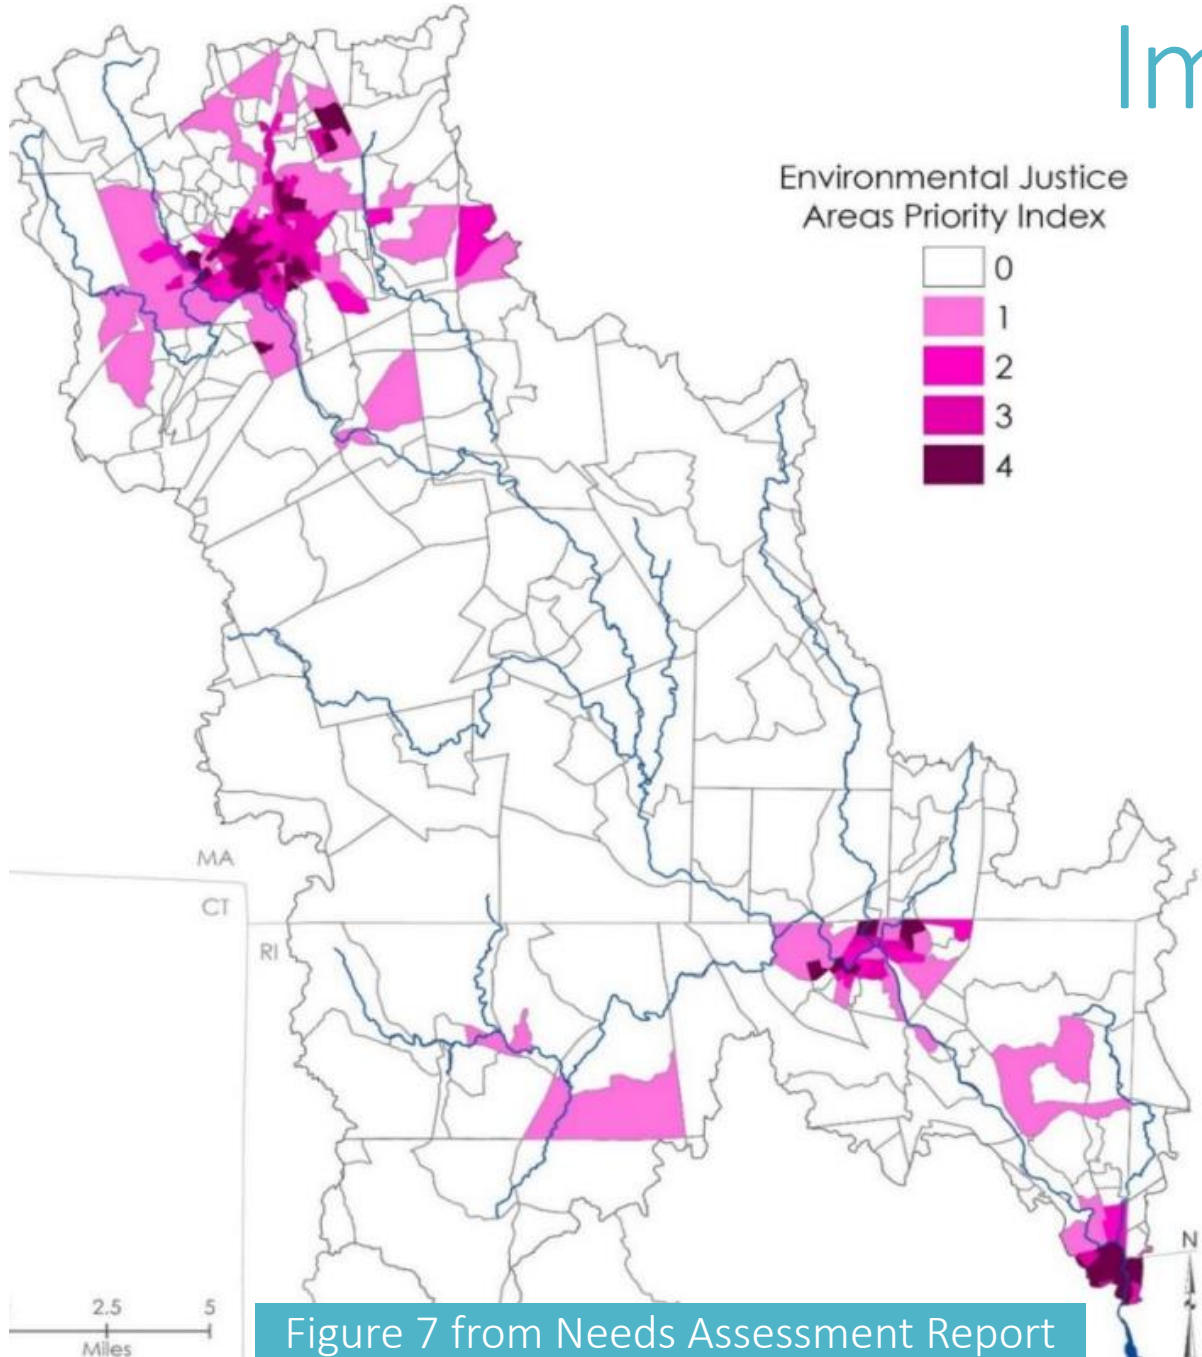 Im
Environmental Justice
Areas Priority Index
0
1
2
3
4
MA
CT
RI
N
2.5 5
Miles
Figure 7 from Needs Assessment Report